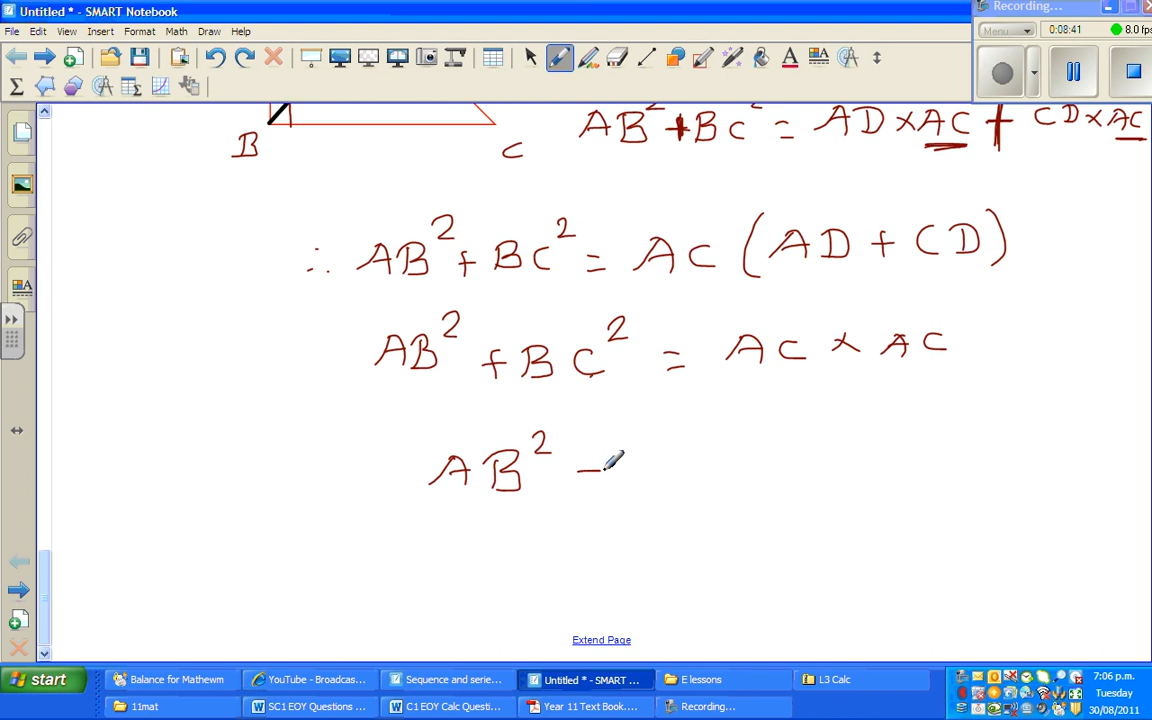 Untitled * - SMART Notebook
Recording...
File Edit View Insert Format Math Draw Help
Menu 0:08:41 8.0 fps
AB² + BC² = AD × AC + CD × AC
B
C
∴ AB² + BC² = AC (AD + CD)
AB² + BC² = AC × AC
AB² -
Extend Page
start Balance for Mathewm YouTube - Broadcas... Sequence and serie... Untitled * - SMART ... E lessons L3 Calc 7:06 p.m.
Tuesday
11mat SC1 EOY Questions ... C1 EOY Calc Questi... Year 11 Text Book.... Recording... 30/08/2011